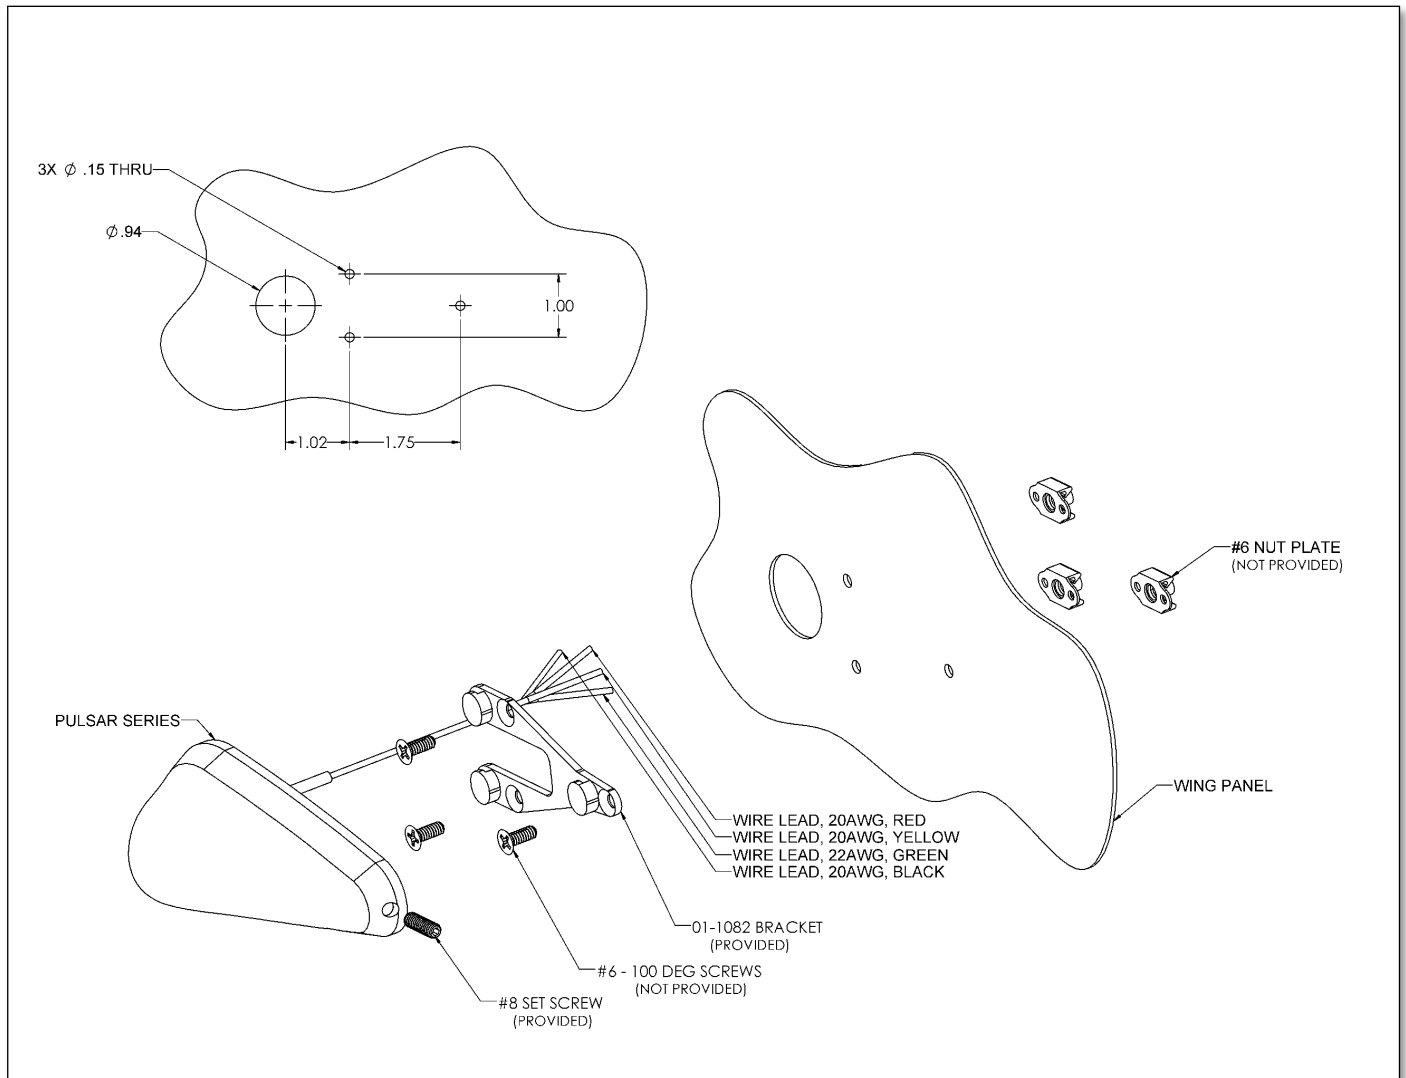 3X Ø .15 THRU
Ø.94
1.00
1.02
1.75
#6 NUT PLATE
(NOT PROVIDED)
PULSAR SERIES
WING PANEL
WIRE LEAD, 20AWG, RED
WIRE LEAD, 20AWG, YELLOW
WIRE LEAD, 22AWG, GREEN
WIRE LEAD, 20AWG, BLACK
01-1082 BRACKET
(PROVIDED)
#6 - 100 DEG SCREWS
(NOT PROVIDED)
#8 SET SCREW
(PROVIDED)